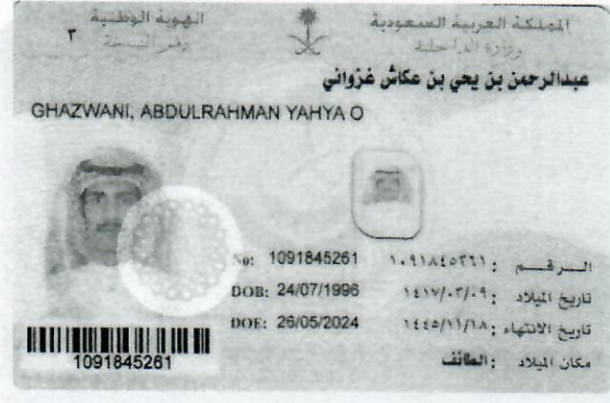 المملكة العربية السعودية
وزارة الداخلية
الهوية الوطنية
رقم النسخة ٣
عبدالرحمن بن يحي بن عكاش غزواني
GHAZWANI, ABDULRAHMAN YAHYA O
No: 1091845261 الرقم : ١٠٩١٨٤٥٢٦١
DOB: 24/07/1996 تاريخ الميلاد : ١٤١٧/٠٣/٠٩
DOE: 26/05/2024 تاريخ الانتهاء : ١٤٤٥/١١/١٨
مكان الميلاد : الطائف
1091845261